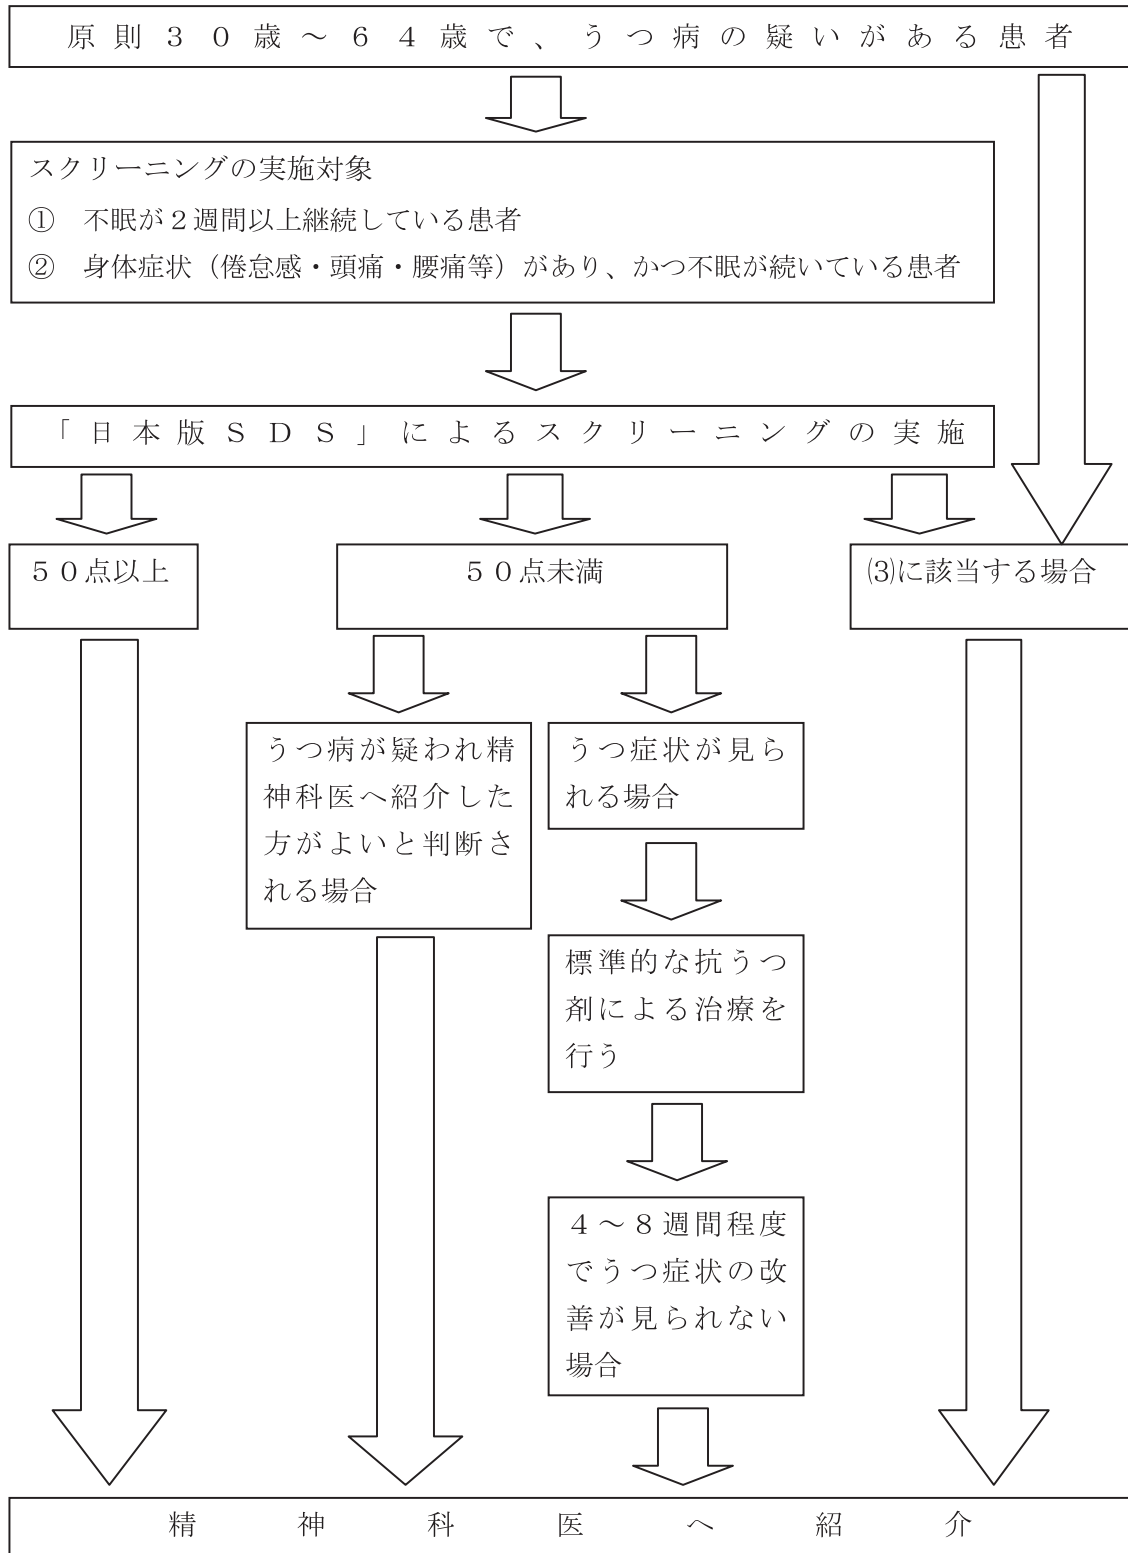 原則３０歳～６４歳で、うつ病の疑いがある患者
スクリーニングの実施対象
① 不眠が２週間以上継続している患者
② 身体症状（倦怠感・頭痛・腰痛等）があり、かつ不眠が続いている患者
「日本版ＳＤＳ」によるスクリーニングの実施
５０点以上
５０点未満
⑶に該当する場合
うつ病が疑われ精
神科医へ紹介した
方がよいと判断さ
れる場合
うつ症状が見ら
れる場合
標準的な抗うつ
剤による治療を
行う
４～８週間程度
でうつ症状の改
善が見られない
場合
精神科医へ紹介